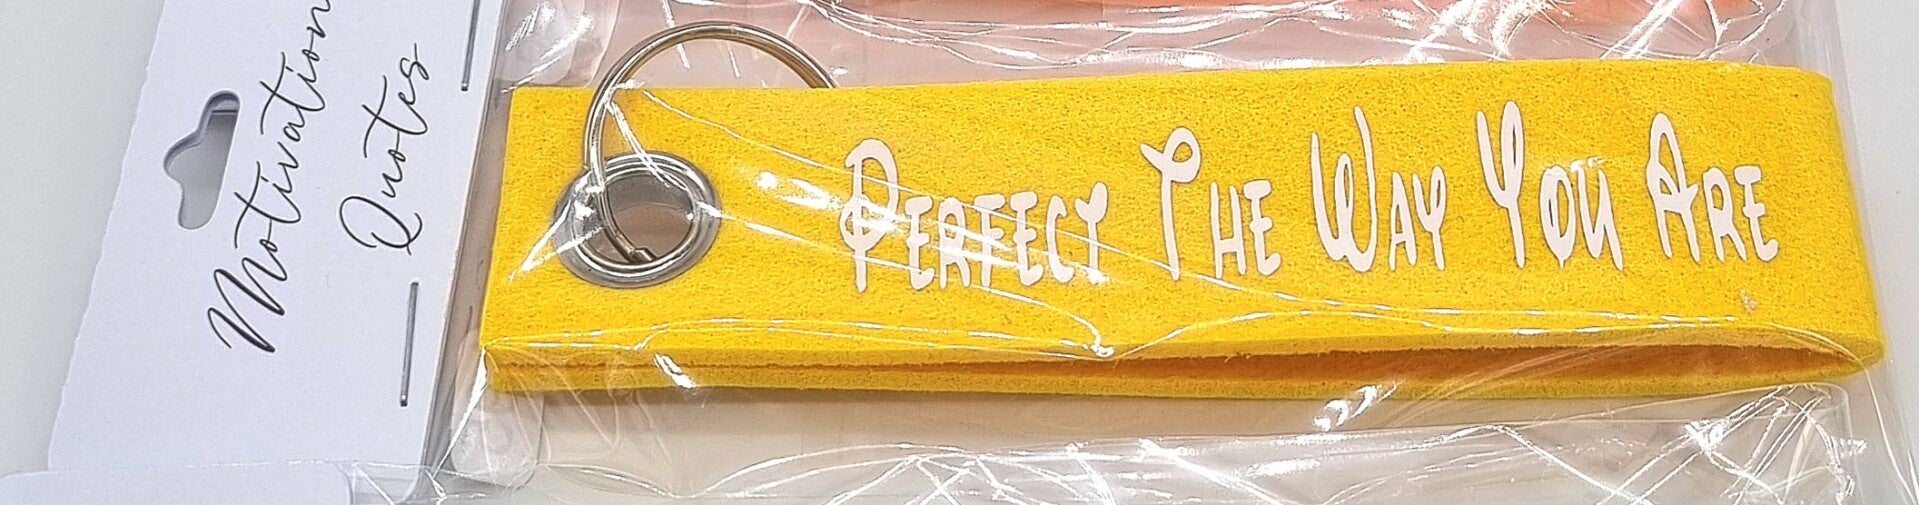 Motivation
Quotes
Perfect The Way You Are